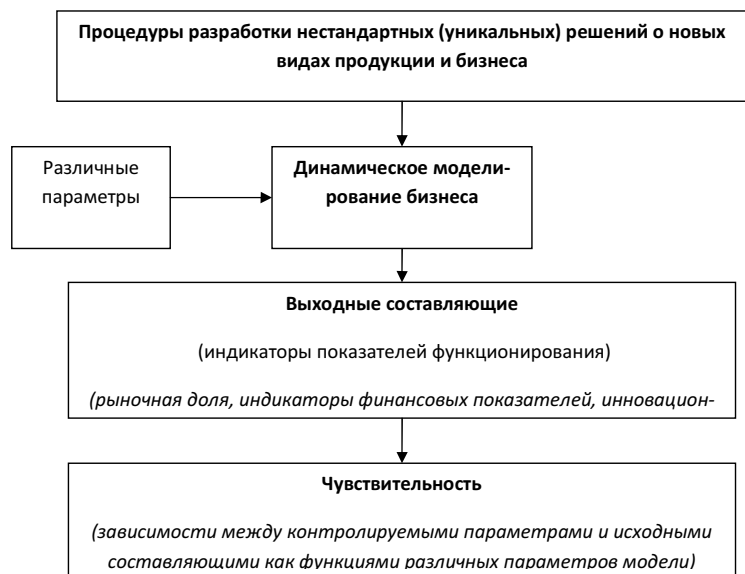 Процедуры разработки нестандартных (уникальных) решений о новых
видах продукции и бизнеса
Различные
параметры
Динамическое модели-
рование бизнеса
Выходные составляющие
(индикаторы показателей функционирования)
(рыночная доля, индикаторы финансовых показателей, инновацион-
Чувствительность
(зависимости между контролируемыми параметрами и исходными
составляющими как функциями различных параметров модели)